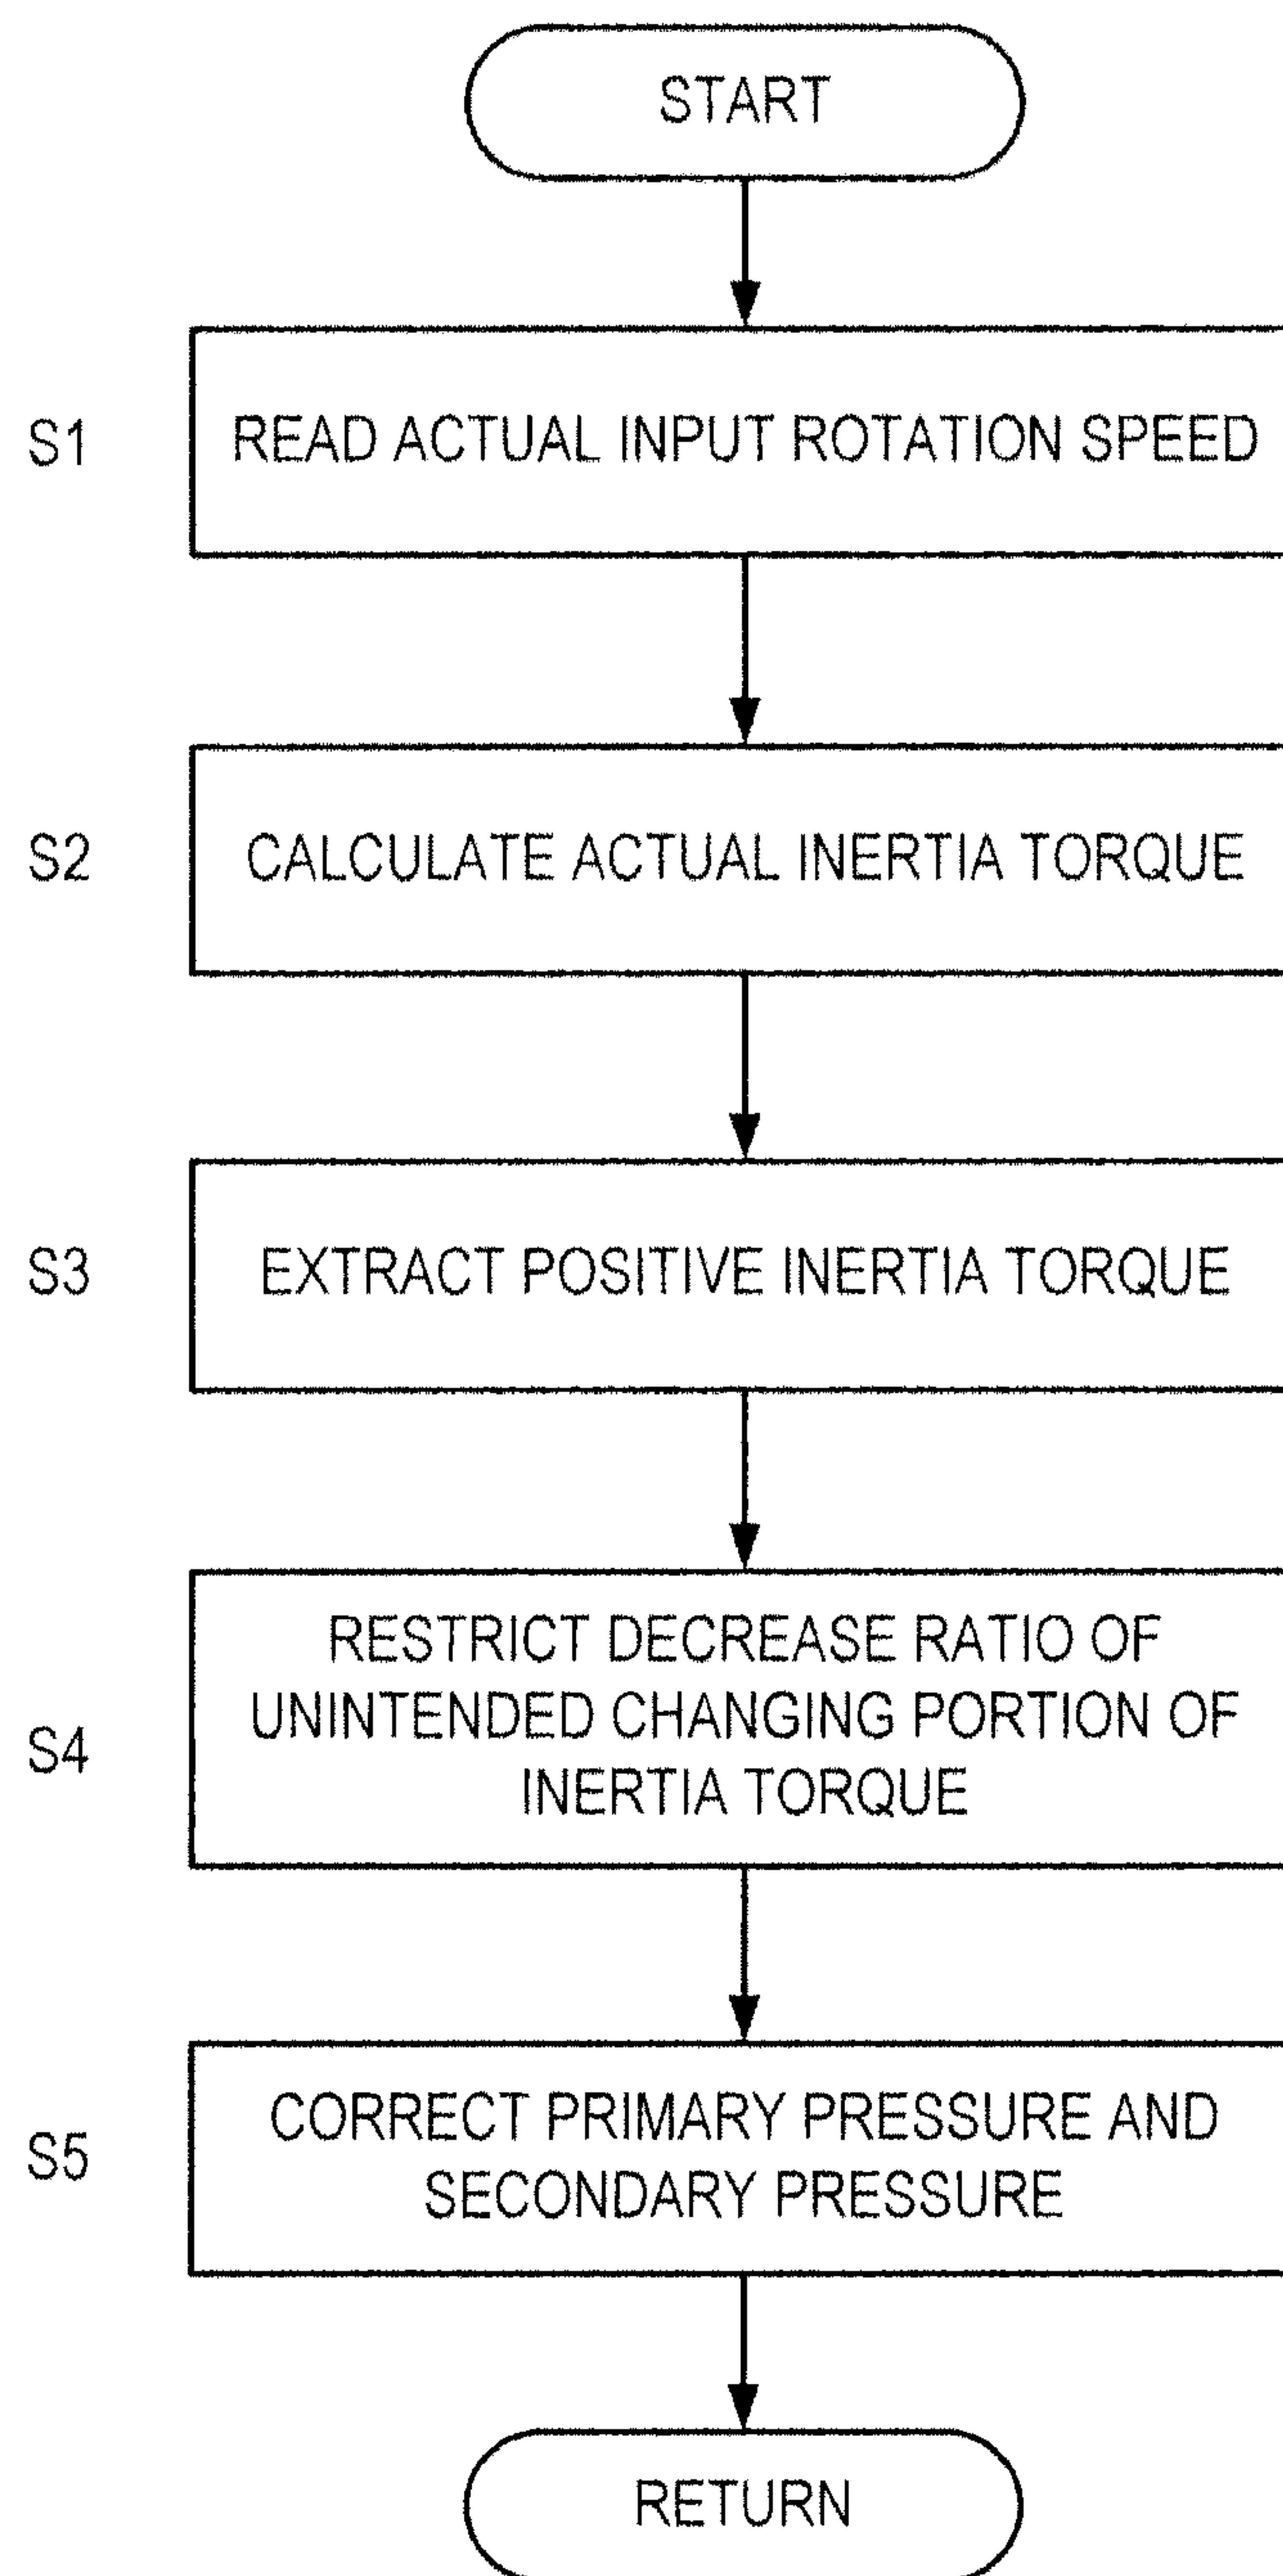 START
S1
READ ACTUAL INPUT ROTATION SPEED
S2
CALCULATE ACTUAL INERTIA TORQUE
S3
EXTRACT POSITIVE INERTIA TORQUE
S4
RESTRICT DECREASE RATIO OF
UNINTENDED CHANGING PORTION OF
INERTIA TORQUE
S5
CORRECT PRIMARY PRESSURE AND
SECONDARY PRESSURE
RETURN